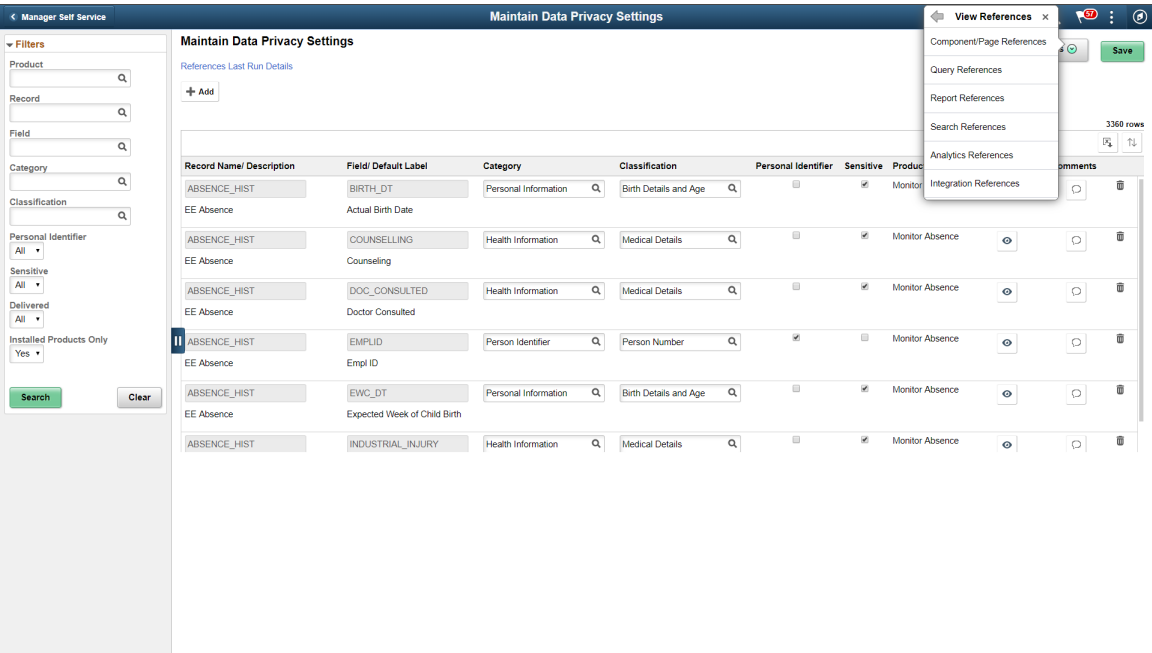 Manager Self Service
Maintain Data Privacy Settings
View References
57
Filters
Product
Record
Field
Category
Classification
Personal Identifier
All
Sensitive
All
Delivered
All
Installed Products Only
Yes
Search Clear
Maintain Data Privacy Settings
References Last Run Details
Add
Component/Page References
Query References
Report References
Search References
Analytics References
Integration References
Save
3360 rows
Record Name/ Description Field/ Default Label Category Classification Personal Identifier Sensitive Produc omments
ABSENCE_HIST BIRTH_DT Personal Information Birth Details and Age Monitor
EE Absence Actual Birth Date
ABSENCE_HIST COUNSELLING Health Information Medical Details Monitor Absence
EE Absence Counseling
ABSENCE_HIST DOC_CONSULTED Health Information Medical Details Monitor Absence
EE Absence Doctor Consulted
ABSENCE_HIST EMPLID Person Identifier Person Number Monitor Absence
EE Absence Empl ID
ABSENCE_HIST EWC_DT Personal Information Birth Details and Age Monitor Absence
EE Absence Expected Week of Child Birth
ABSENCE_HIST INDUSTRIAL_INJURY Health Information Medical Details Monitor Absence